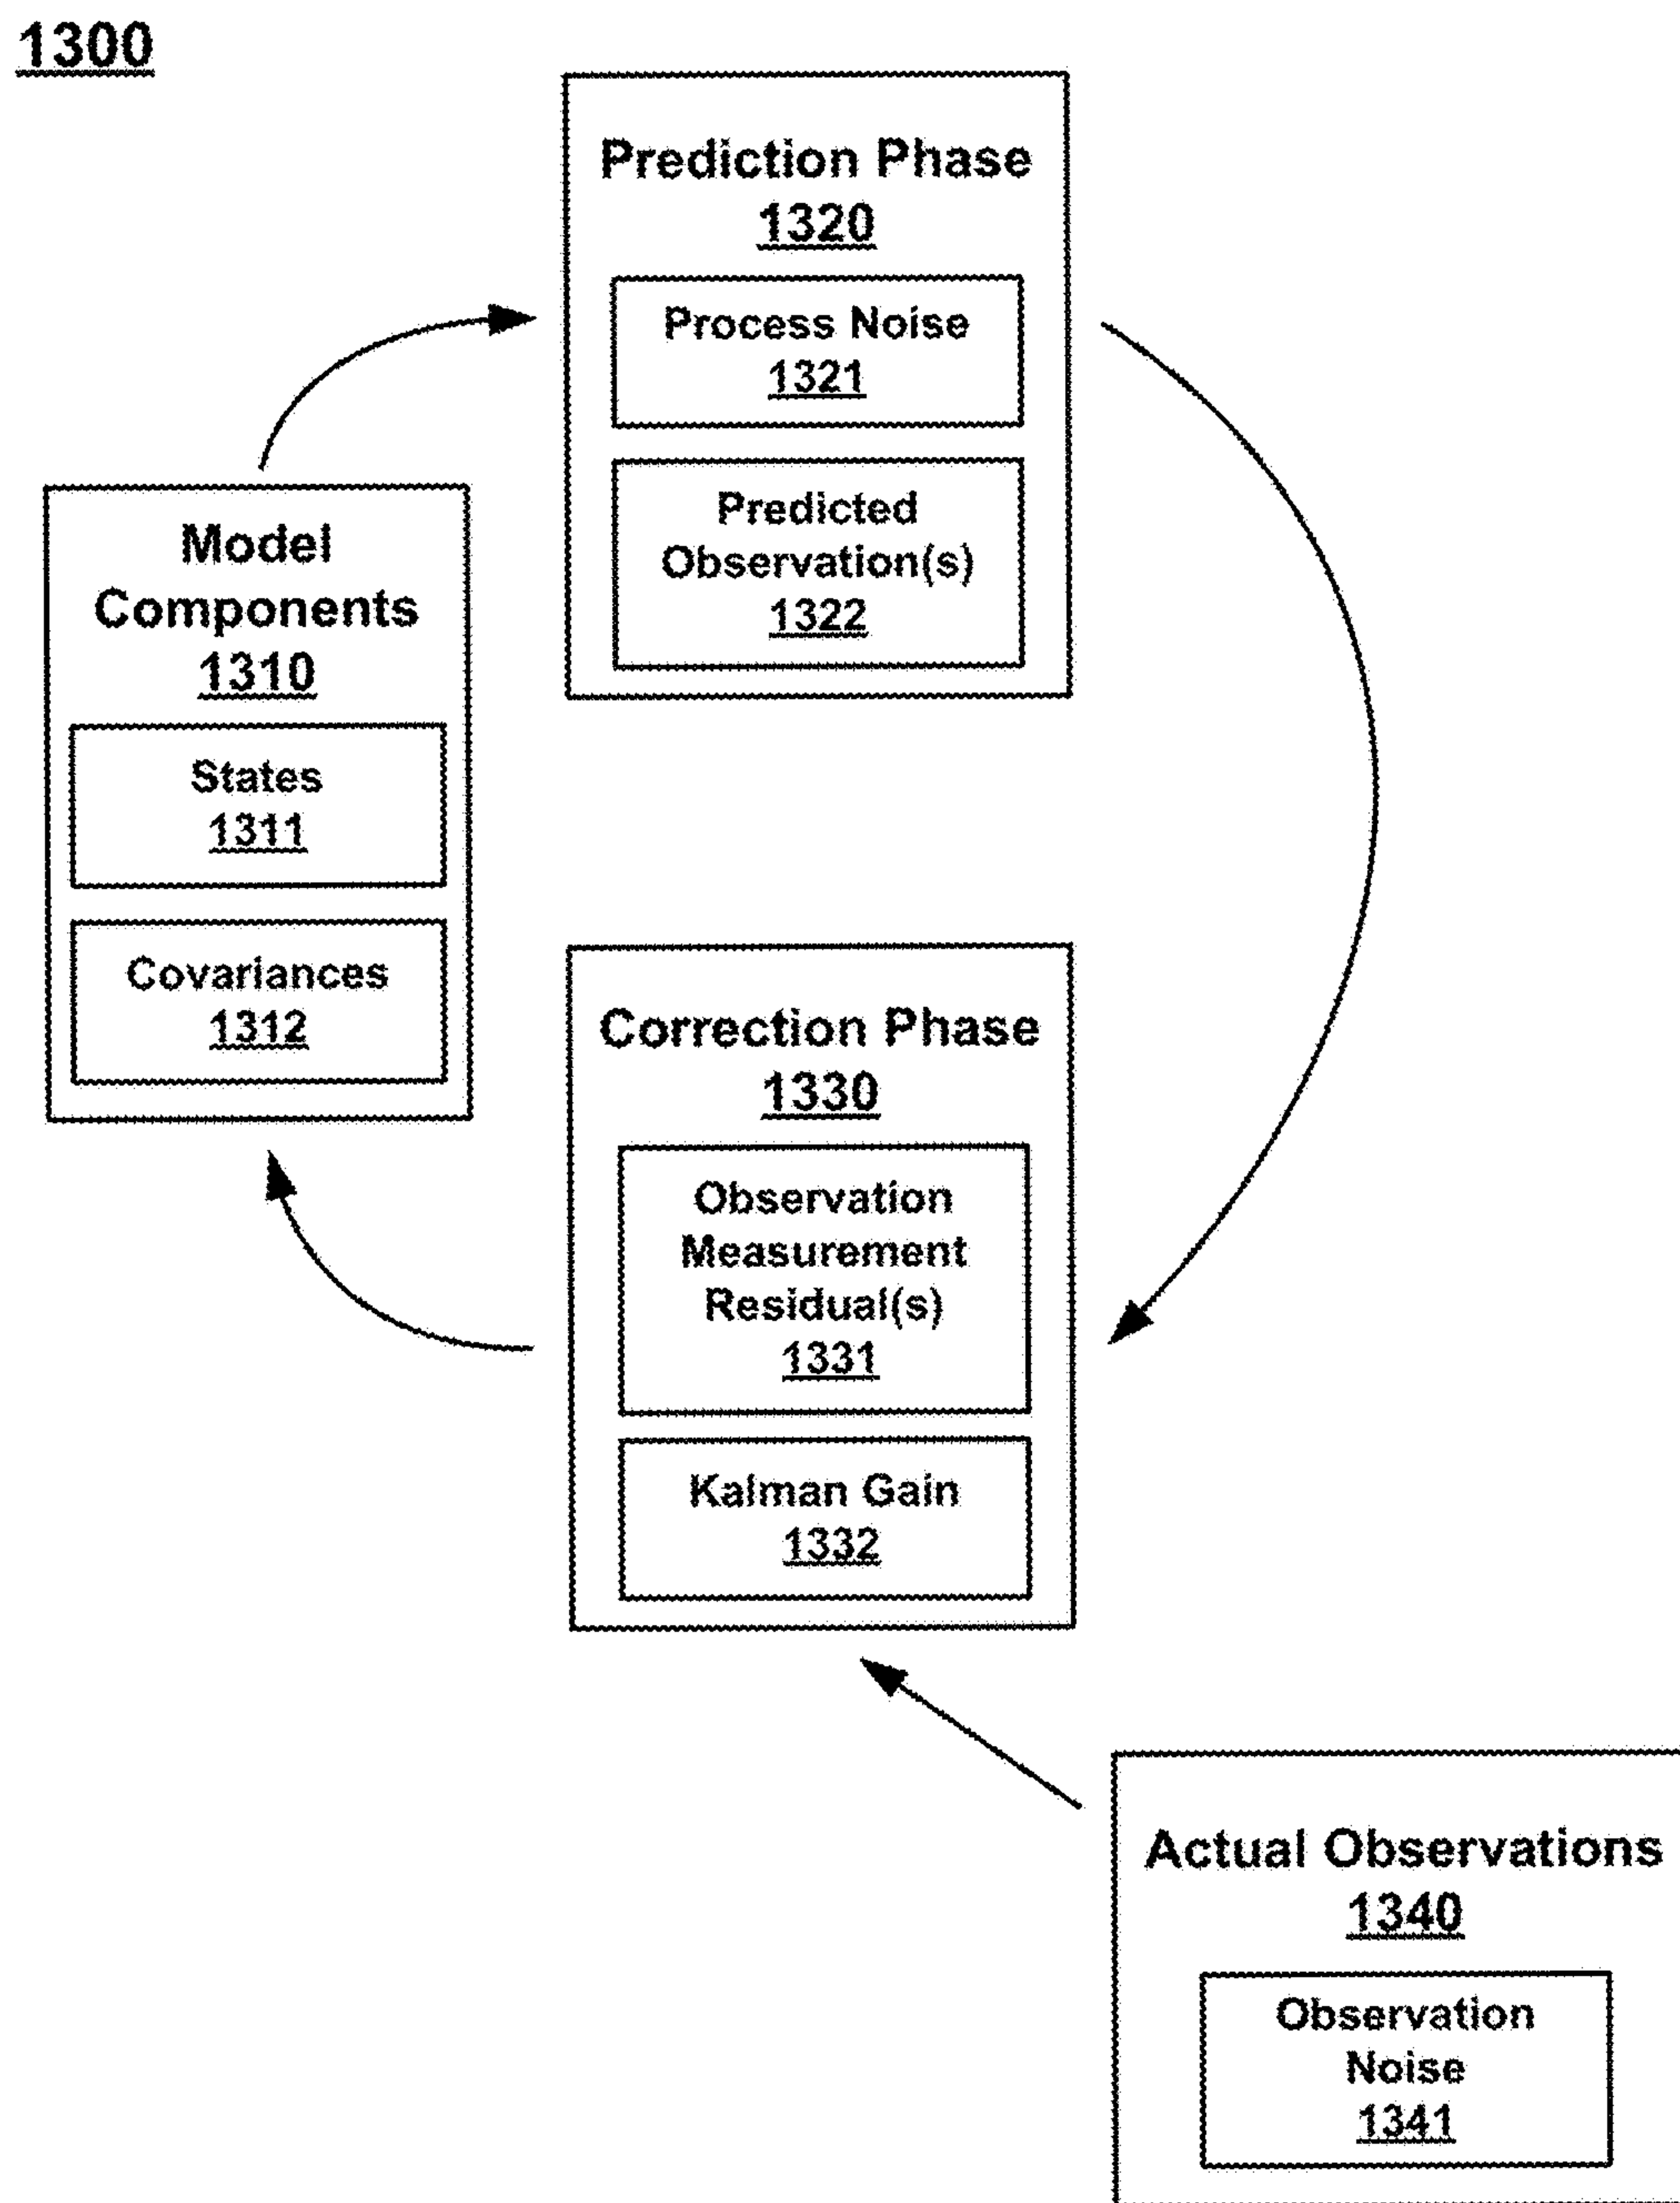 1300
Prediction Phase
1320
Process Noise
1321
Predicted
Observation(s)
1322
Model
Components
1310
States
1311
Covariances
1312
Correction Phase
1330
Observation
Measurement
Residual(s)
1331
Kalman Gain
1332
Actual Observations
1340
Observation
Noise
1341